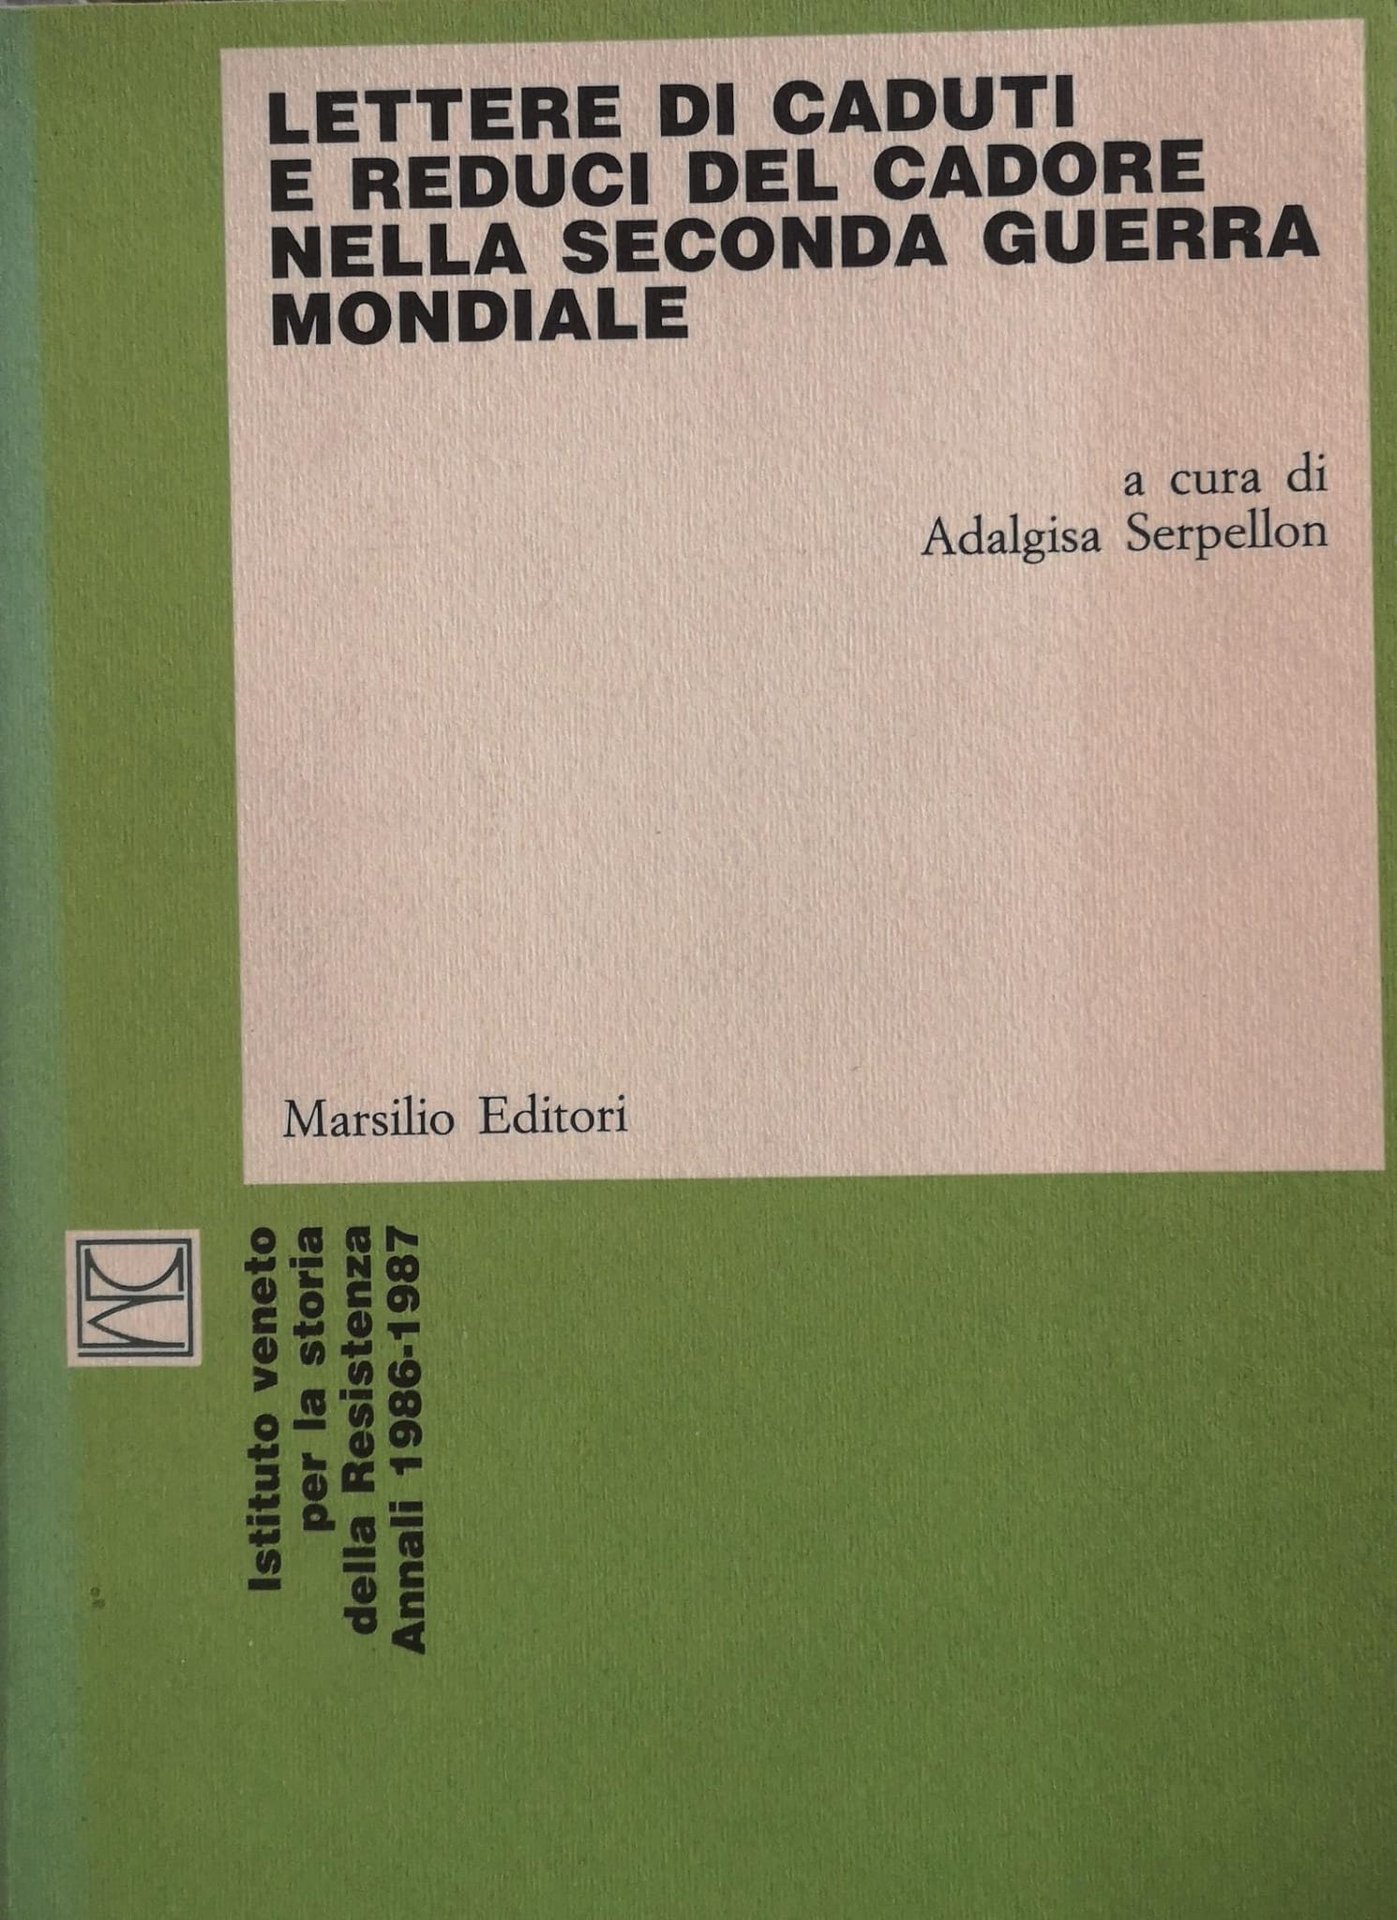 LETTERE DI CADUTI
E REDUCI DEL CADORE
NELLA SECONDA GUERRA
MONDIALE
a cura di
Adalgisa Serpellon
Marsilio Editori
Istituto veneto
per la storia
della Resistenza
Annali 1986-1987